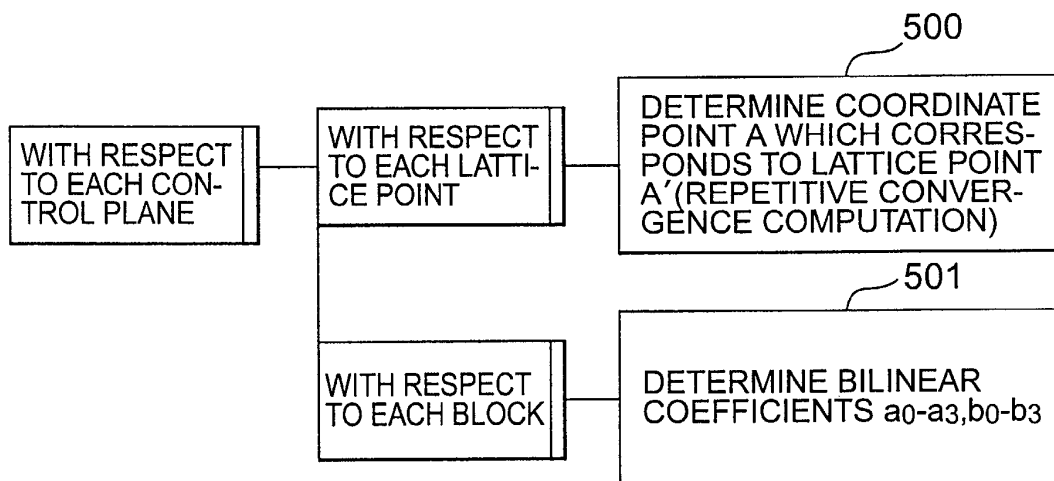 500
WITH RESPECT
TO EACH CON-
TROL PLANE
WITH RESPECT
TO EACH LATTI-
CE POINT
DETERMINE COORDINATE
POINT A WHICH CORRES-
PONDS TO LATTICE POINT
A′(REPETITIVE CONVER-
GENCE COMPUTATION)
501
WITH RESPECT
TO EACH BLOCK
DETERMINE BILINEAR
COEFFICIENTS a0-a3,b0-b3